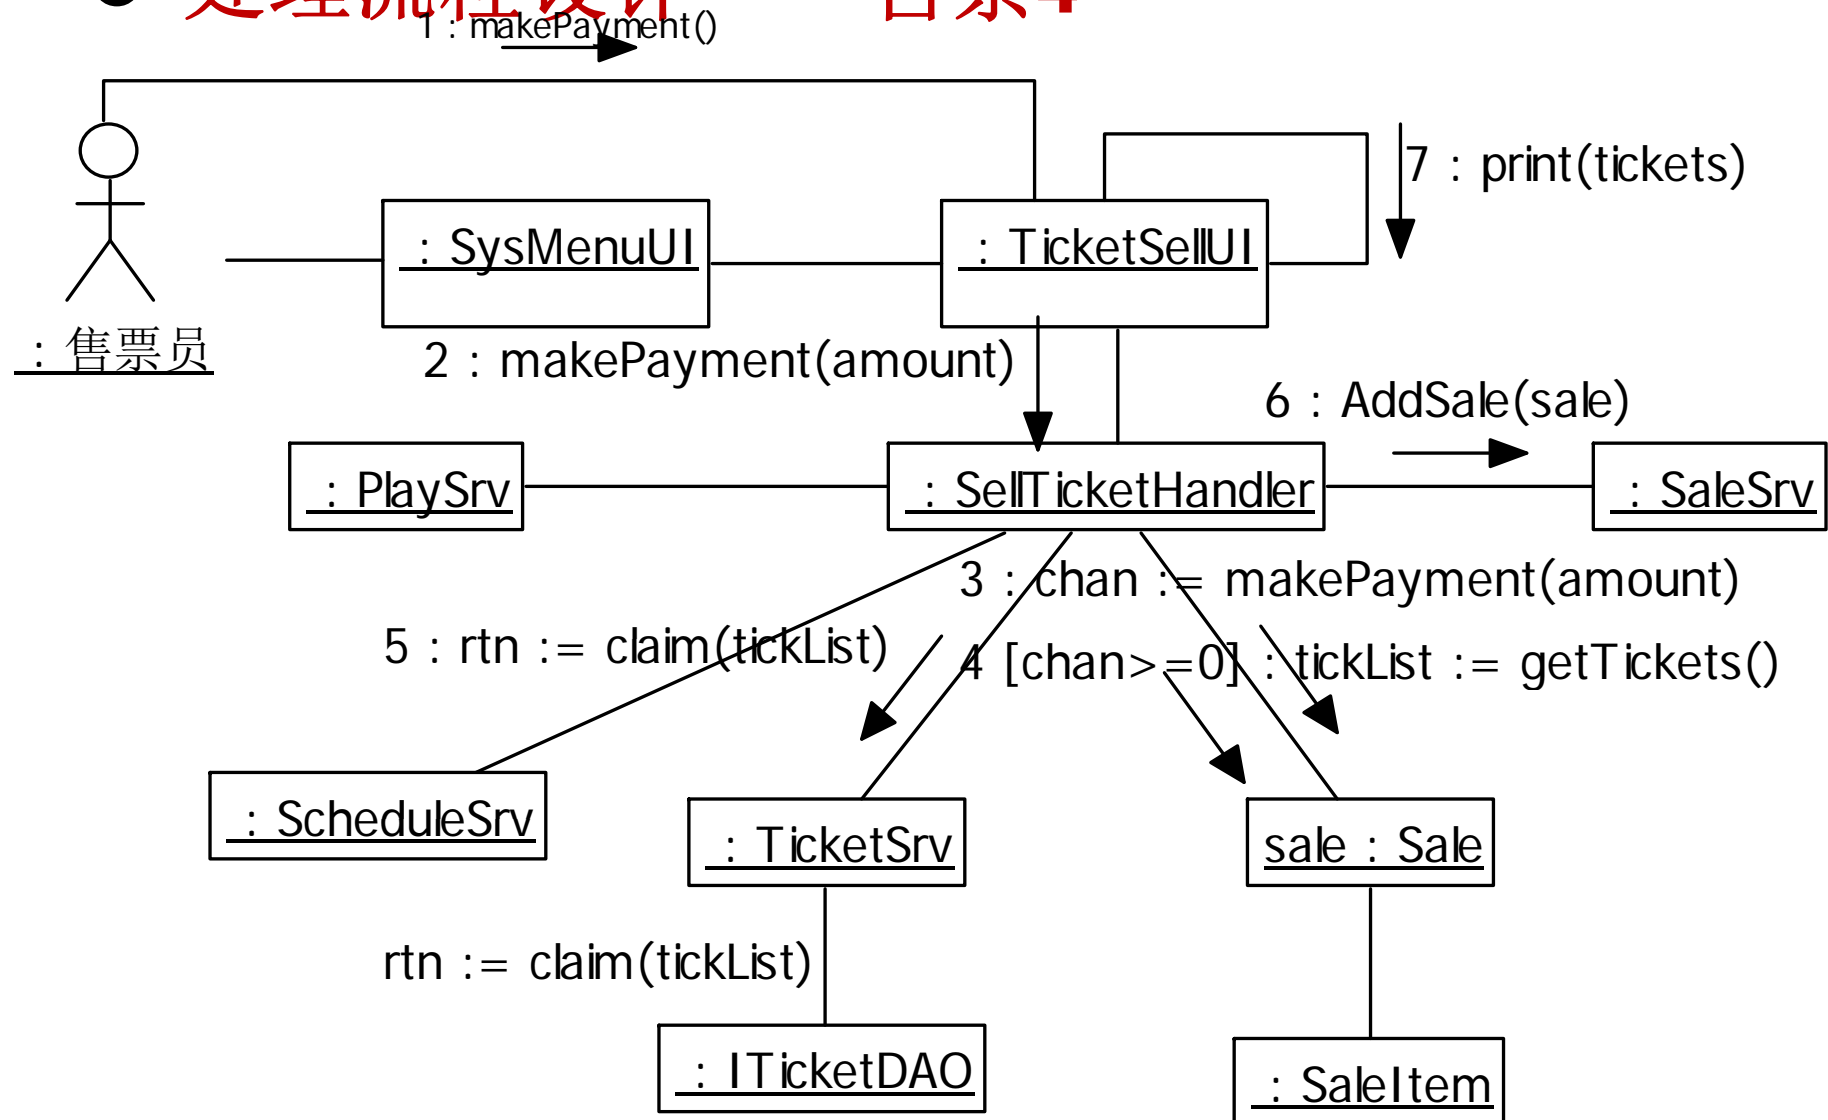 1 : makePayment()
7 : print(tickets)
: SysMenuUI
: TicketSellUI
: 售票员
2 : makePayment(amount)
6 : AddSale(sale)
: PlaySrv
: SellTicketHandler
: SaleSrv
3 : chan := makePayment(amount)
5 : rtn := claim(tickList)
4 [chan>=0] : tickList := getTickets()
: ScheduleSrv
: TicketSrv
sale : Sale
rtn := claim(tickList)
: ITicketDAO
: SaleItem